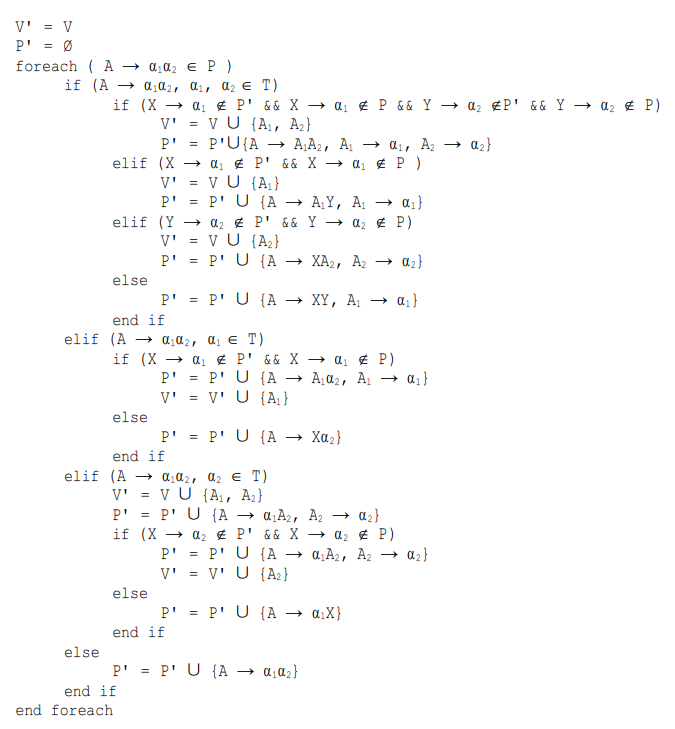 V' = V
P' = Ø
foreach ( A → α₁α₂ ∈ P )
if (A → α₁α₂, α₁, α₂ ∈ T)
if (X → α₁ ∉ P' && X → α₁ ∉ P && Y → α₂ ∉P' && Y → α₂ ∉ P)
V' = V U {A₁, A₂}
P' = P'U{A → A₁A₂, A₁ → α₁, A₂ → α₂}
elif (X → α₁ ∉ P' && X → α₁ ∉ P )
V' = V U {A₁}
P' = P' U {A → A₁Y, A₁ → α₁}
elif (Y → α₂ ∉ P' && Y → α₂ ∉ P)
V' = V U {A₂}
P' = P' U {A → XA₂, A₂ → α₂}
else
P' = P' U {A → XY, A₁ → α₁}
end if
elif (A → α₁α₂, α₁ ∈ T)
if (X → α₁ ∉ P' && X → α₁ ∉ P)
P' = P' U {A → A₁α₂, A₁ → α₁}
V' = V' U {A₁}
else
P' = P' U {A → Xα₂}
end if
elif (A → α₁α₂, α₂ ∈ T)
V' = V U {A₁, A₂}
P' = P' U {A → α₁A₂, A₂ → α₂}
if (X → α₂ ∉ P' && X → α₂ ∉ P)
P' = P' U {A → α₁A₂, A₂ → α₂}
V' = V' U {A₂}
else
P' = P' U {A → α₁X}
end if
else
P' = P' U {A → α₁α₂}
end if
end foreach